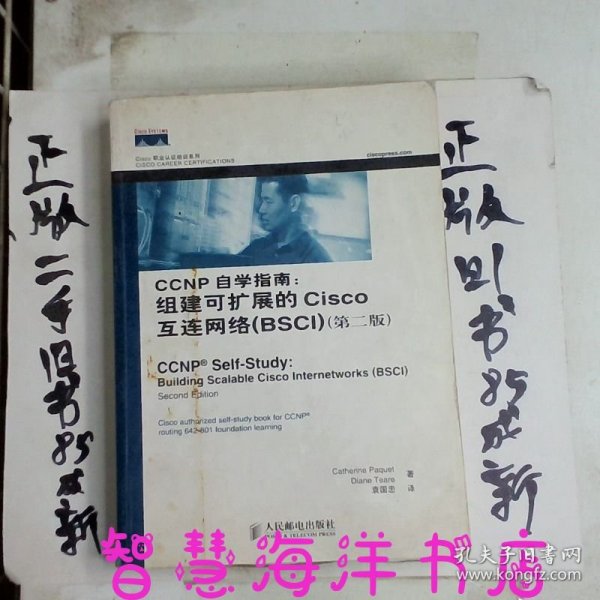 Cisco Systems
Cisco 职业认证培训系列
CISCO CAREER CERTIFICATIONS
ciscopress.com
CCNP 自学指南:
组建可扩展的 Cisco
互连网络(BSCI)(第二版)
CCNP® Self-Study:
Building Scalable Cisco Internetworks (BSCI)
Second Edition
Cisco authorized self-study book for CCNP®
routing 642-801 foundation learning
Catherine Paquet
Diane Teare 著
袁国忠 译
人民邮电出版社
POSTS & TELECOM PRESS
正版二手旧书85成新
正版旧书85成新
智慧海洋书店
孔夫子旧书网
www.kongfz.com